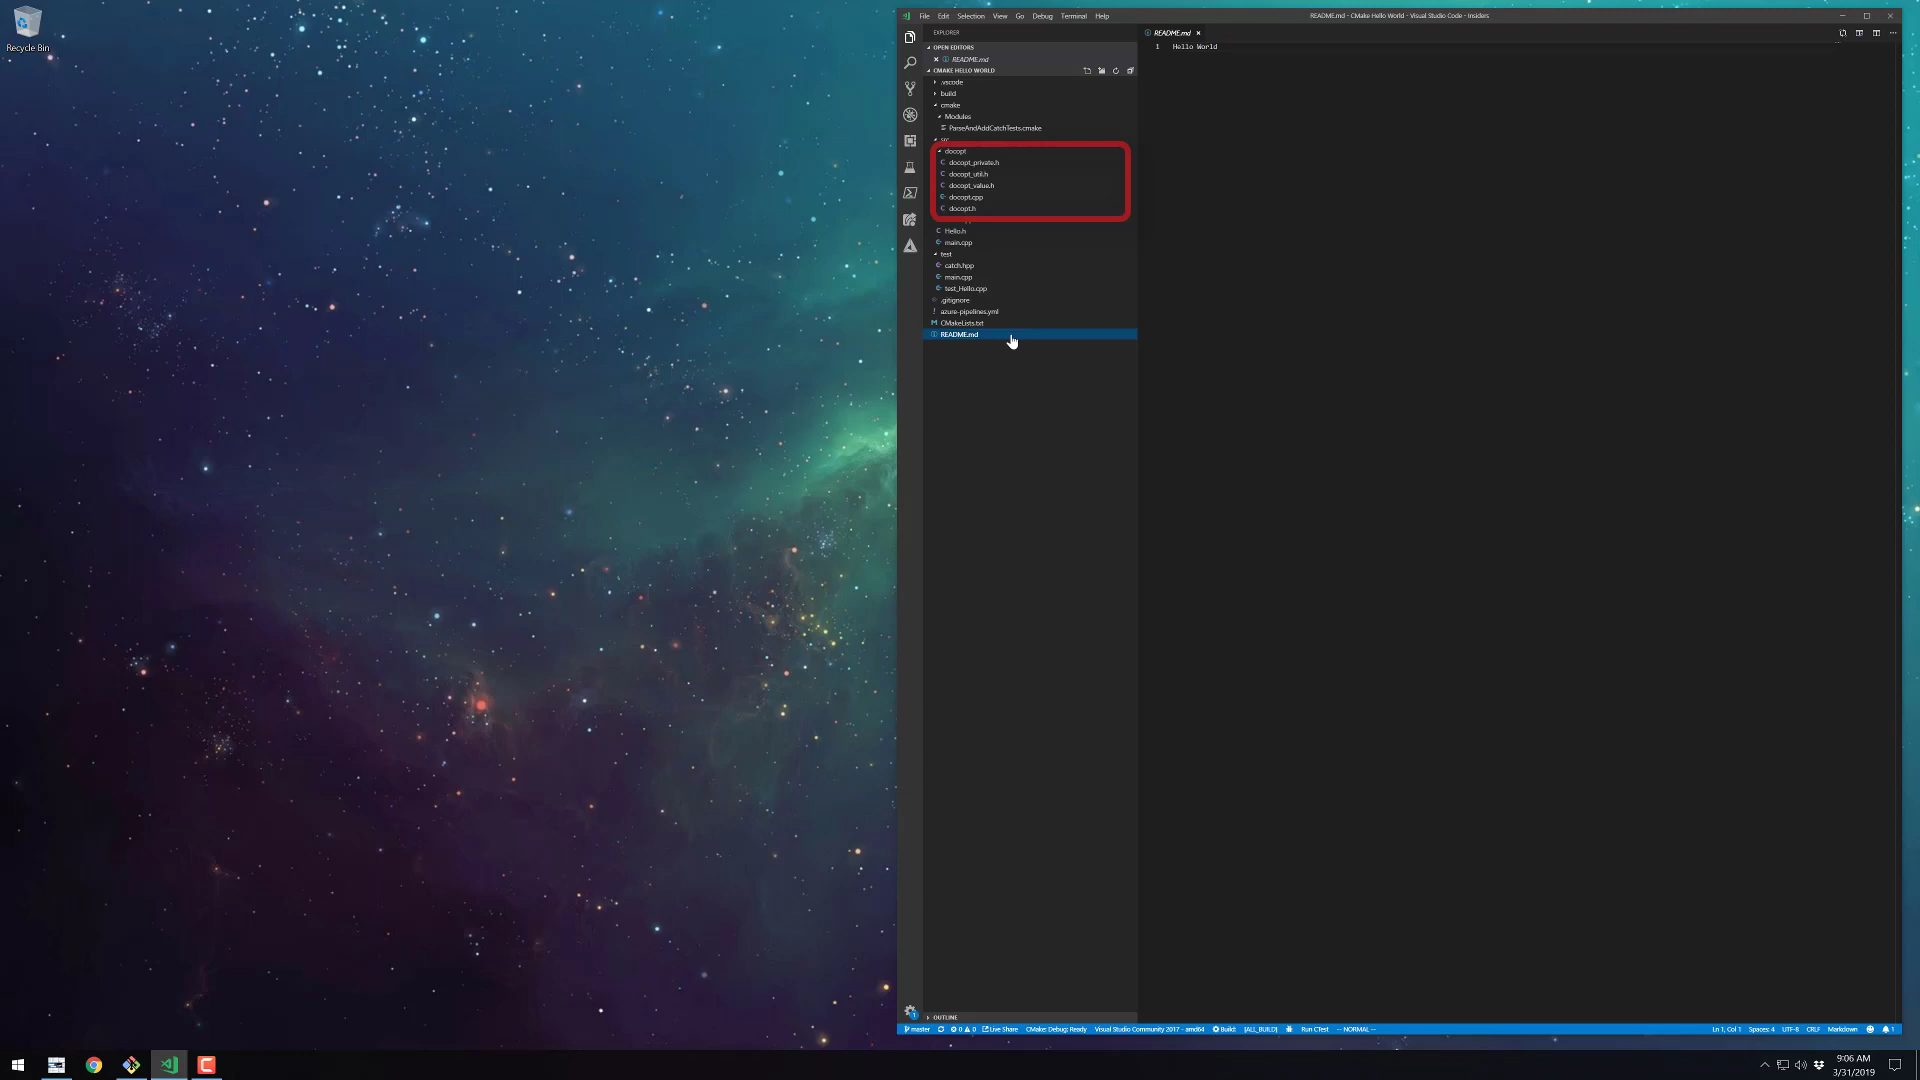 Recycle Bin
File Edit Selection View Go Debug Terminal Help
README.md - CMake Hello World - Visual Studio Code - Insiders
EXPLORER
OPEN EDITORS
README.md
CMAKE HELLO WORLD
.vscode
build
cmake
Modules
ParseAndAddCatchTests.cmake
docopt
docopt_private.h
docopt_util.h
docopt_value.h
docopt.cpp
docopt.h
Hello.h
main.cpp
test
catch.hpp
main.cpp
test_Hello.cpp
.gitignore
azure-pipelines.yml
CMakeLists.txt
README.md
OUTLINE
README.md
1 Hello World
master 0 0 Live Share CMake: Debug: Ready Visual Studio Community 2017 - amd64 Build: [ALL_BUILD] Run CTest -- NORMAL --
Ln 1, Col 1 Spaces: 4 UTF-8 CRLF Markdown 1
9:06 AM
3/31/2019